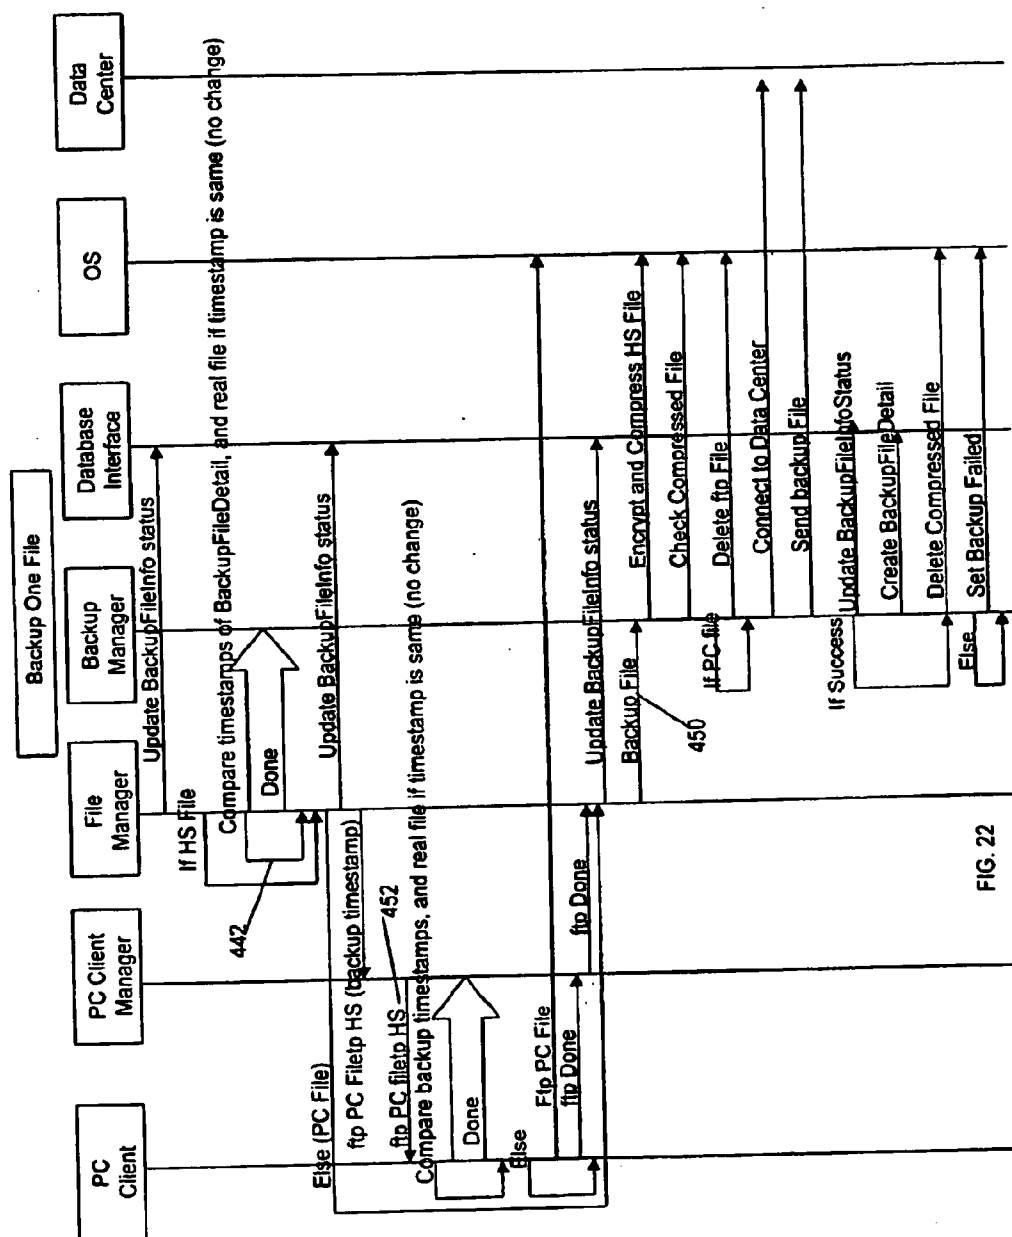 Backup One File
PC
Client
PC Client
Manager
File
Manager
Backup
Manager
Database
Interface
OS
Data
Center
Update BackupFileInfo status
If HS File
Compare timestamps of BackupFileDetail, and real file if timestamp is same (no change)
Done
442
Update BackupFileInfo status
Else (PC File)
ftp PC Filetp HS (backup timestamp)
ftp PC filetp HS
452
Compare backup timestamps, and real file if timestamp is same (no change)
Done
Else
Ftp PC File
ftp Done
ftp Done
Update BackupFileInfo status
Backup File
450
Encrypt and Compress HS File
Check Compressed File
If PC file
Delete ftp File
Connect to Data Center
Send backup File
If Success
Update BackupFileInfoStatus
Create BackupFileDetail
Delete Compressed File
Else
Set Backup Failed
FIG. 22